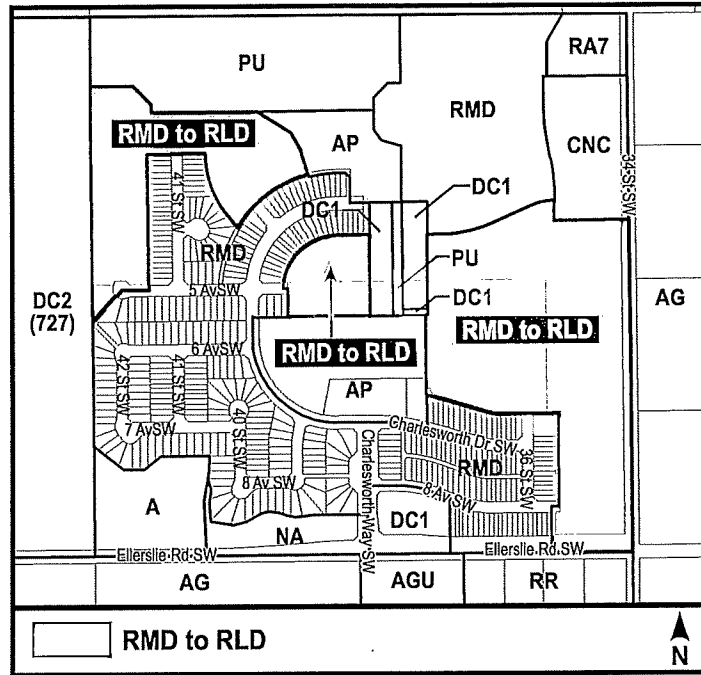 PU
RA7
RMD to RLD
AP
RMD
CNC
34 St SW
41 St SW
DC1
DC1
RMD
PU
5 Av SW
DC1
DC2
(727)
AG
RMD to RLD
6 Av SW
RMD to RLD
42 St SW
41 St SW
AP
40 St SW
Charlesworth Dr SW
7 Av SW
RMD
36 St SW
Charlesworth Way SW
8 Av SW
8 Av SW
A
DC1
NA
Ellerslie Rd SW
Ellerslie Rd SW
AG
AGU
RR
RMD to RLD
N